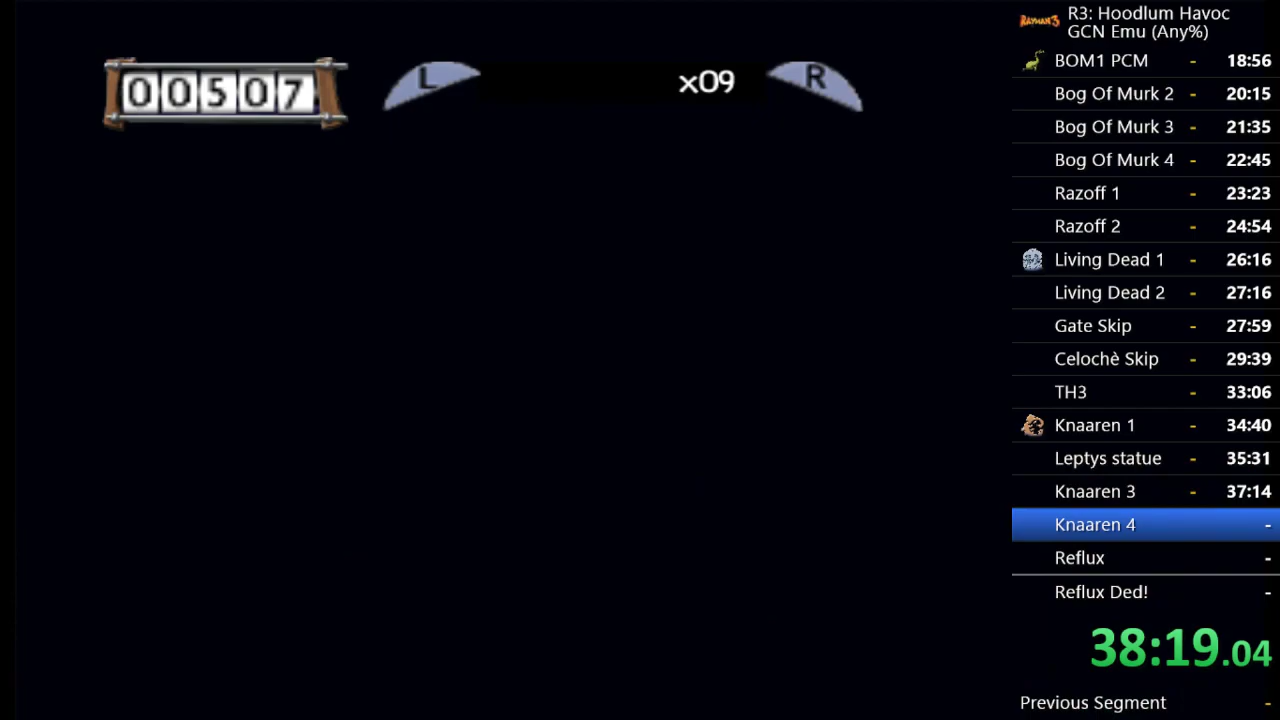 00507
L
x09
R
RAYMAN 3
R3: Hoodlum Havoc
GCN Emu (Any%)
BOM1 PCM - 18:56
Bog Of Murk 2 - 20:15
Bog Of Murk 3 - 21:35
Bog Of Murk 4 - 22:45
Razoff 1 - 23:23
Razoff 2 - 24:54
Living Dead 1 - 26:16
Living Dead 2 - 27:16
Gate Skip - 27:59
Celochè Skip - 29:39
TH3 - 33:06
Knaaren 1 - 34:40
Leptys statue - 35:31
Knaaren 3 - 37:14
Knaaren 4 -
Reflux -
Reflux Ded! -
38:19.04
Previous Segment -